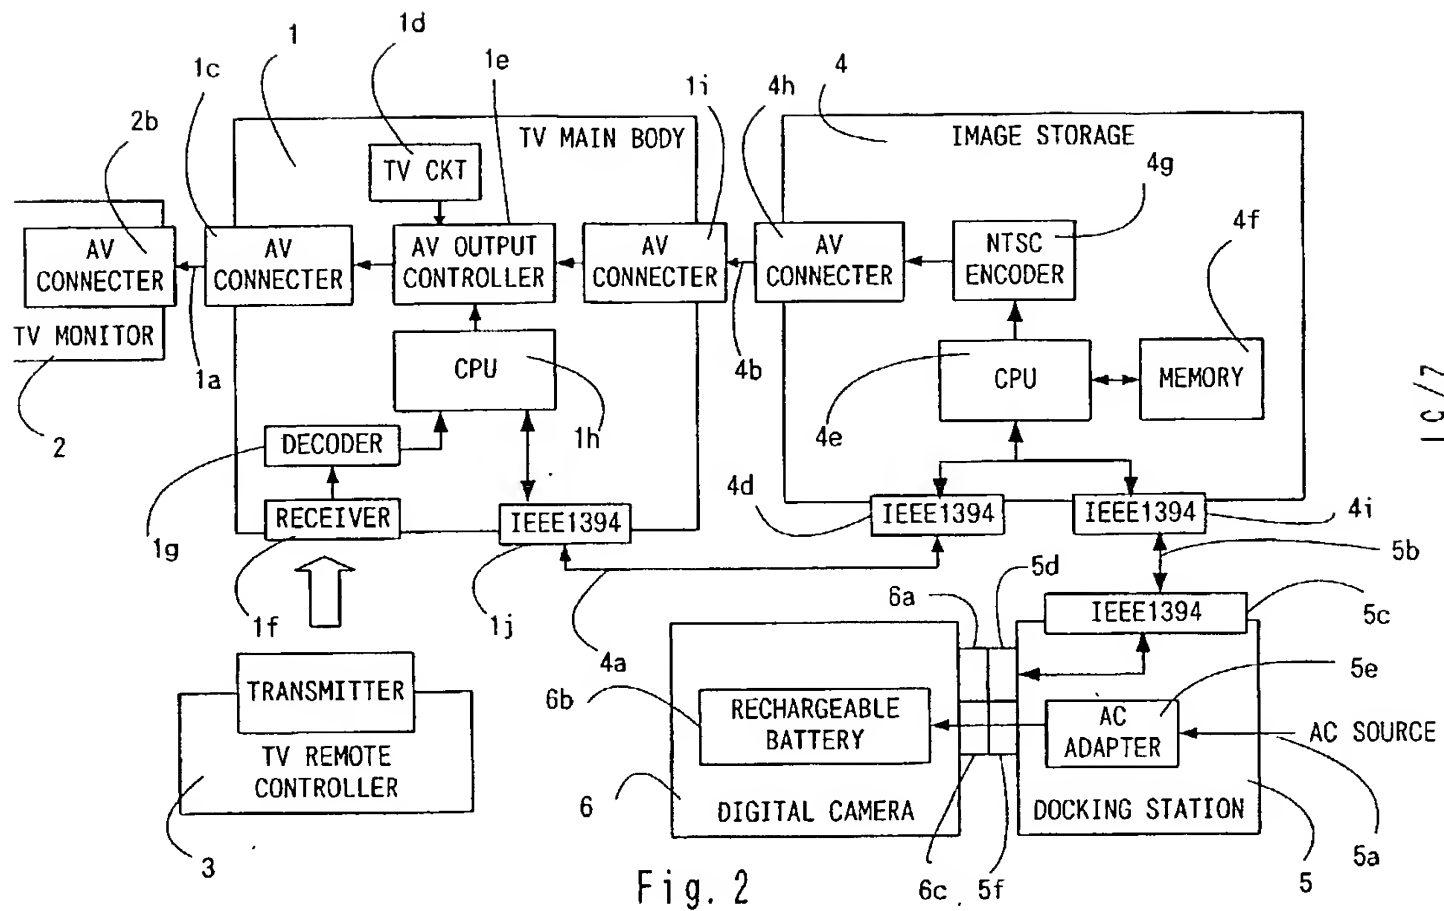 1d
1
1c
1e
1i
4h
4
2b
TV MAIN BODY
IMAGE STORAGE
TV CKT
4g
4f
AV
CONNECTER
AV
CONNECTER
AV OUTPUT
CONTROLLER
AV
CONNECTER
AV
CONNECTER
NTSC
ENCODER
TV MONITOR
1a
CPU
4b
CPU
MEMORY
2
DECODER
1h
4e
1g
RECEIVER
IEEE1394
4d
IEEE1394
IEEE1394
4i
5b
1f
1j
4a
6a
5d
IEEE1394
5c
TRANSMITTER
TV REMOTE
CONTROLLER
3
6b
RECHARGEABLE
BATTERY
AC
ADAPTER
5e
AC SOURCE
6
DIGITAL CAMERA
DOCKING STATION
6c
5f
5
5a
Fig. 2